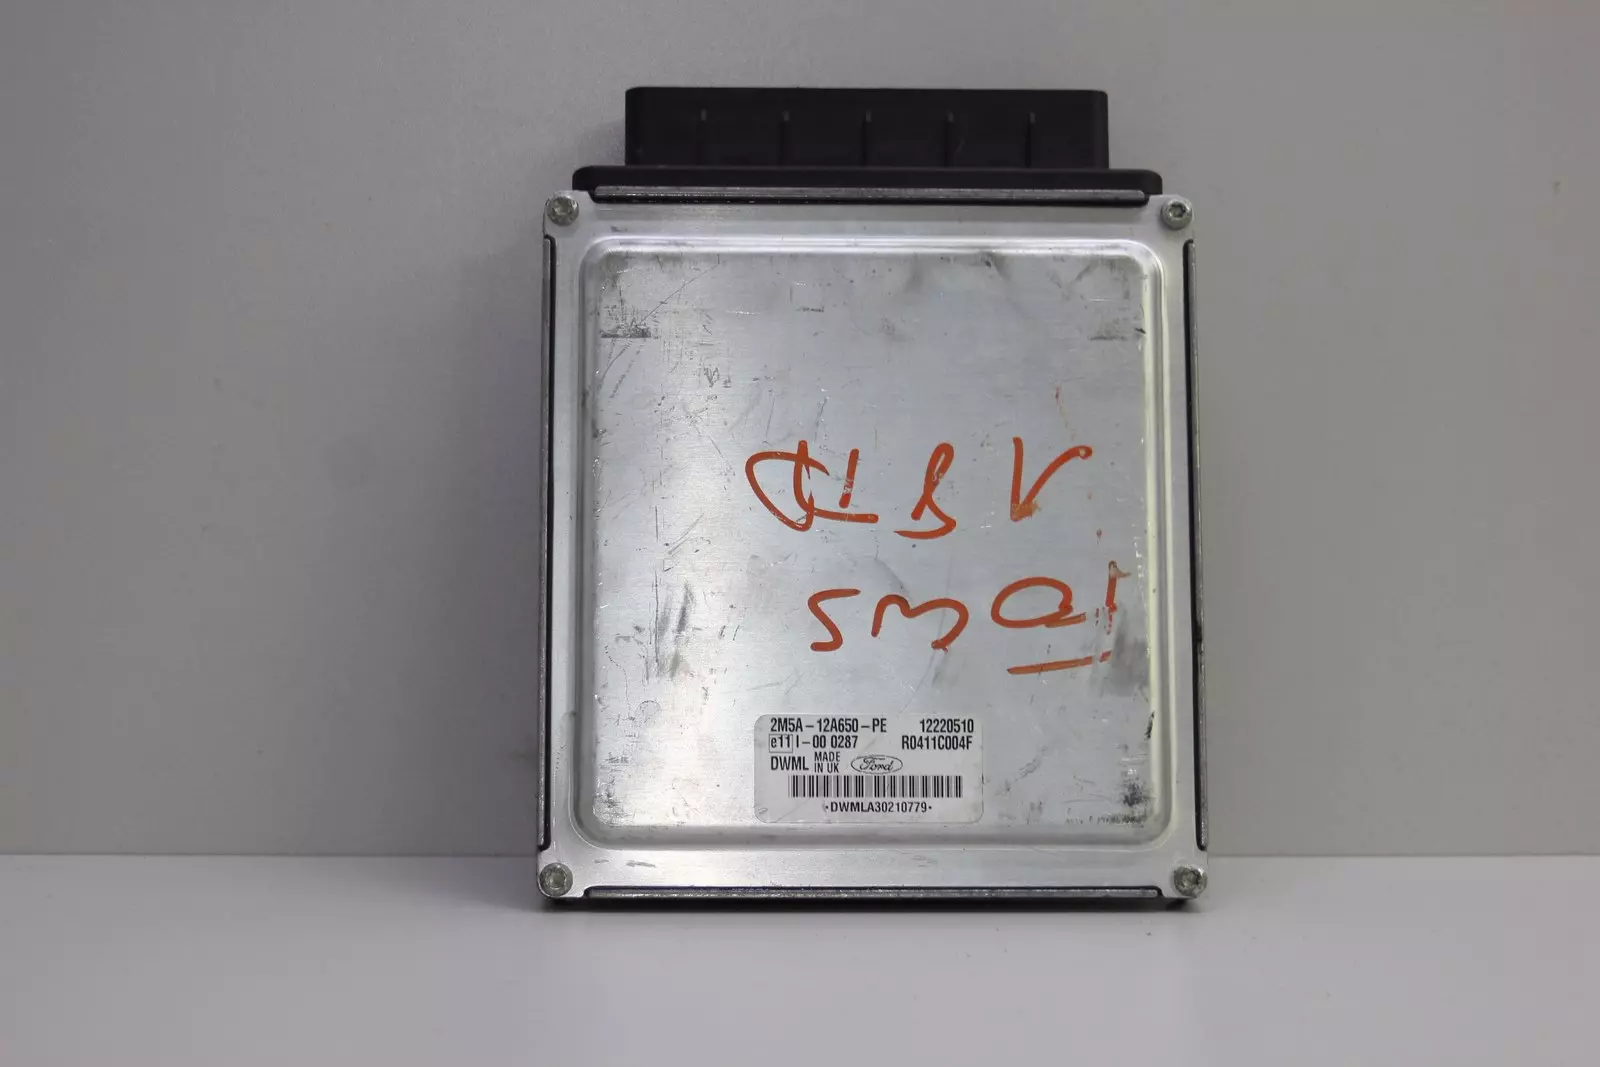 2M5A-12A650-PE 12220510
e11 I-00 0287 R0411C004F
DWML MADE IN UK Ford
•DWMLA30210779•